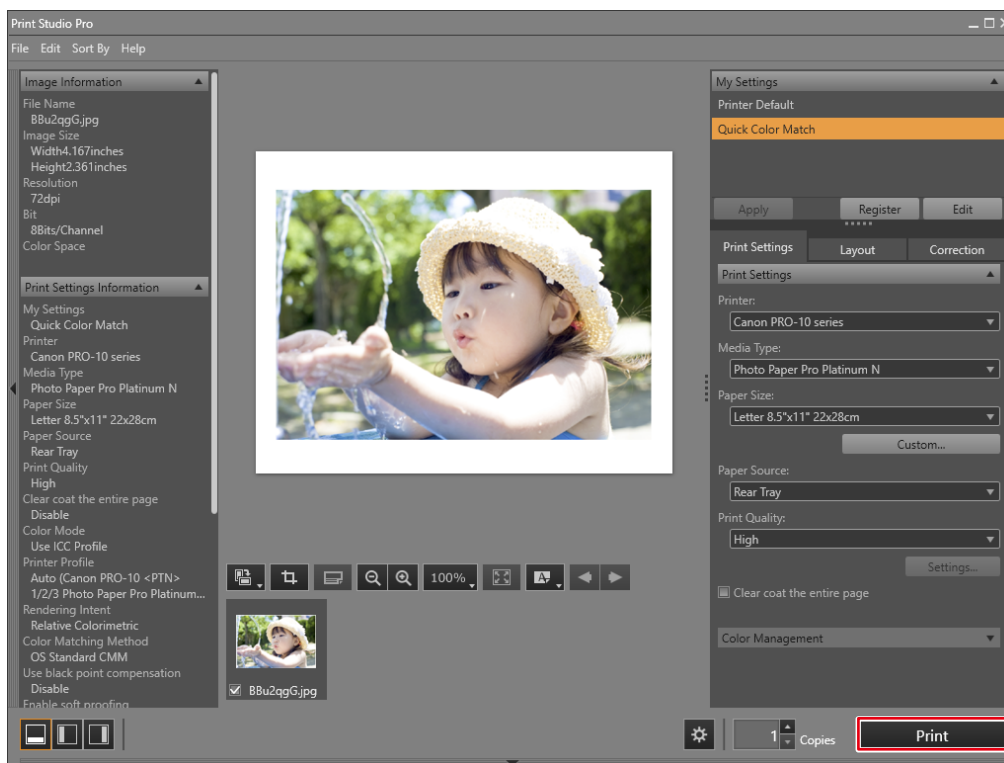 Print Studio Pro
File Edit Sort By Help
Image Information
File Name
BBu2qgG.jpg
Image Size
Width4.167inches
Height2.361inches
Resolution
72dpi
Bit
8Bits/Channel
Color Space
Print Settings Information
My Settings
Quick Color Match
Printer
Canon PRO-10 series
Media Type
Photo Paper Pro Platinum N
Paper Size
Letter 8.5"x11" 22x28cm
Paper Source
Rear Tray
Print Quality
High
Clear coat the entire page
Disable
Color Mode
Use ICC Profile
Printer Profile
Auto (Canon PRO-10 <PTN>
1/2/3 Photo Paper Pro Platinum...
Rendering Intent
Relative Colorimetric
Color Matching Method
OS Standard CMM
Use black point compensation
Disable
Enable soft proofing
100%
A
BBu2qgG.jpg
My Settings
Printer Default
Quick Color Match
Apply Register Edit
Print Settings Layout Correction
Print Settings
Printer:
Canon PRO-10 series
Media Type:
Photo Paper Pro Platinum N
Paper Size:
Letter 8.5"x11" 22x28cm
Custom...
Paper Source:
Rear Tray
Print Quality:
High
Settings...
Clear coat the entire page
Color Management
1 Copies Print